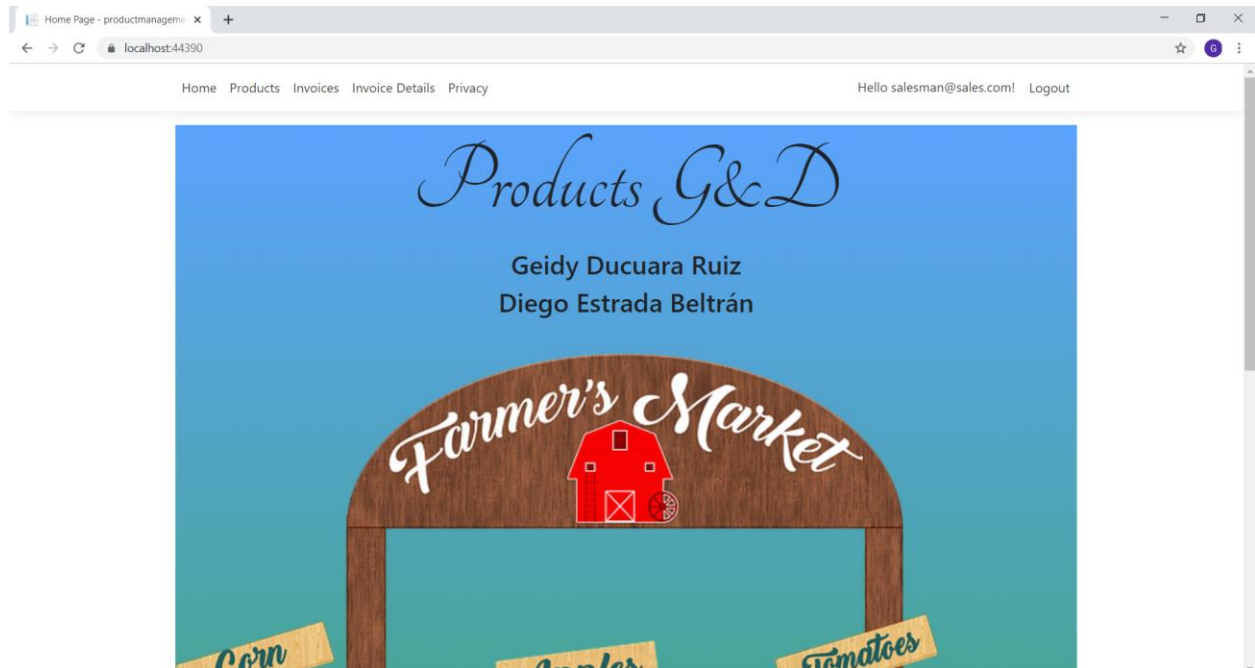 Home Page - productmanageme
localhost:44390
G
Home Products Invoices Invoice Details Privacy
Hello salesman@sales.com! Logout
Products G&D
Geidy Ducuara Ruiz
Diego Estrada Beltrán
Farmer's Market
Corn
Apples
Tomatoes